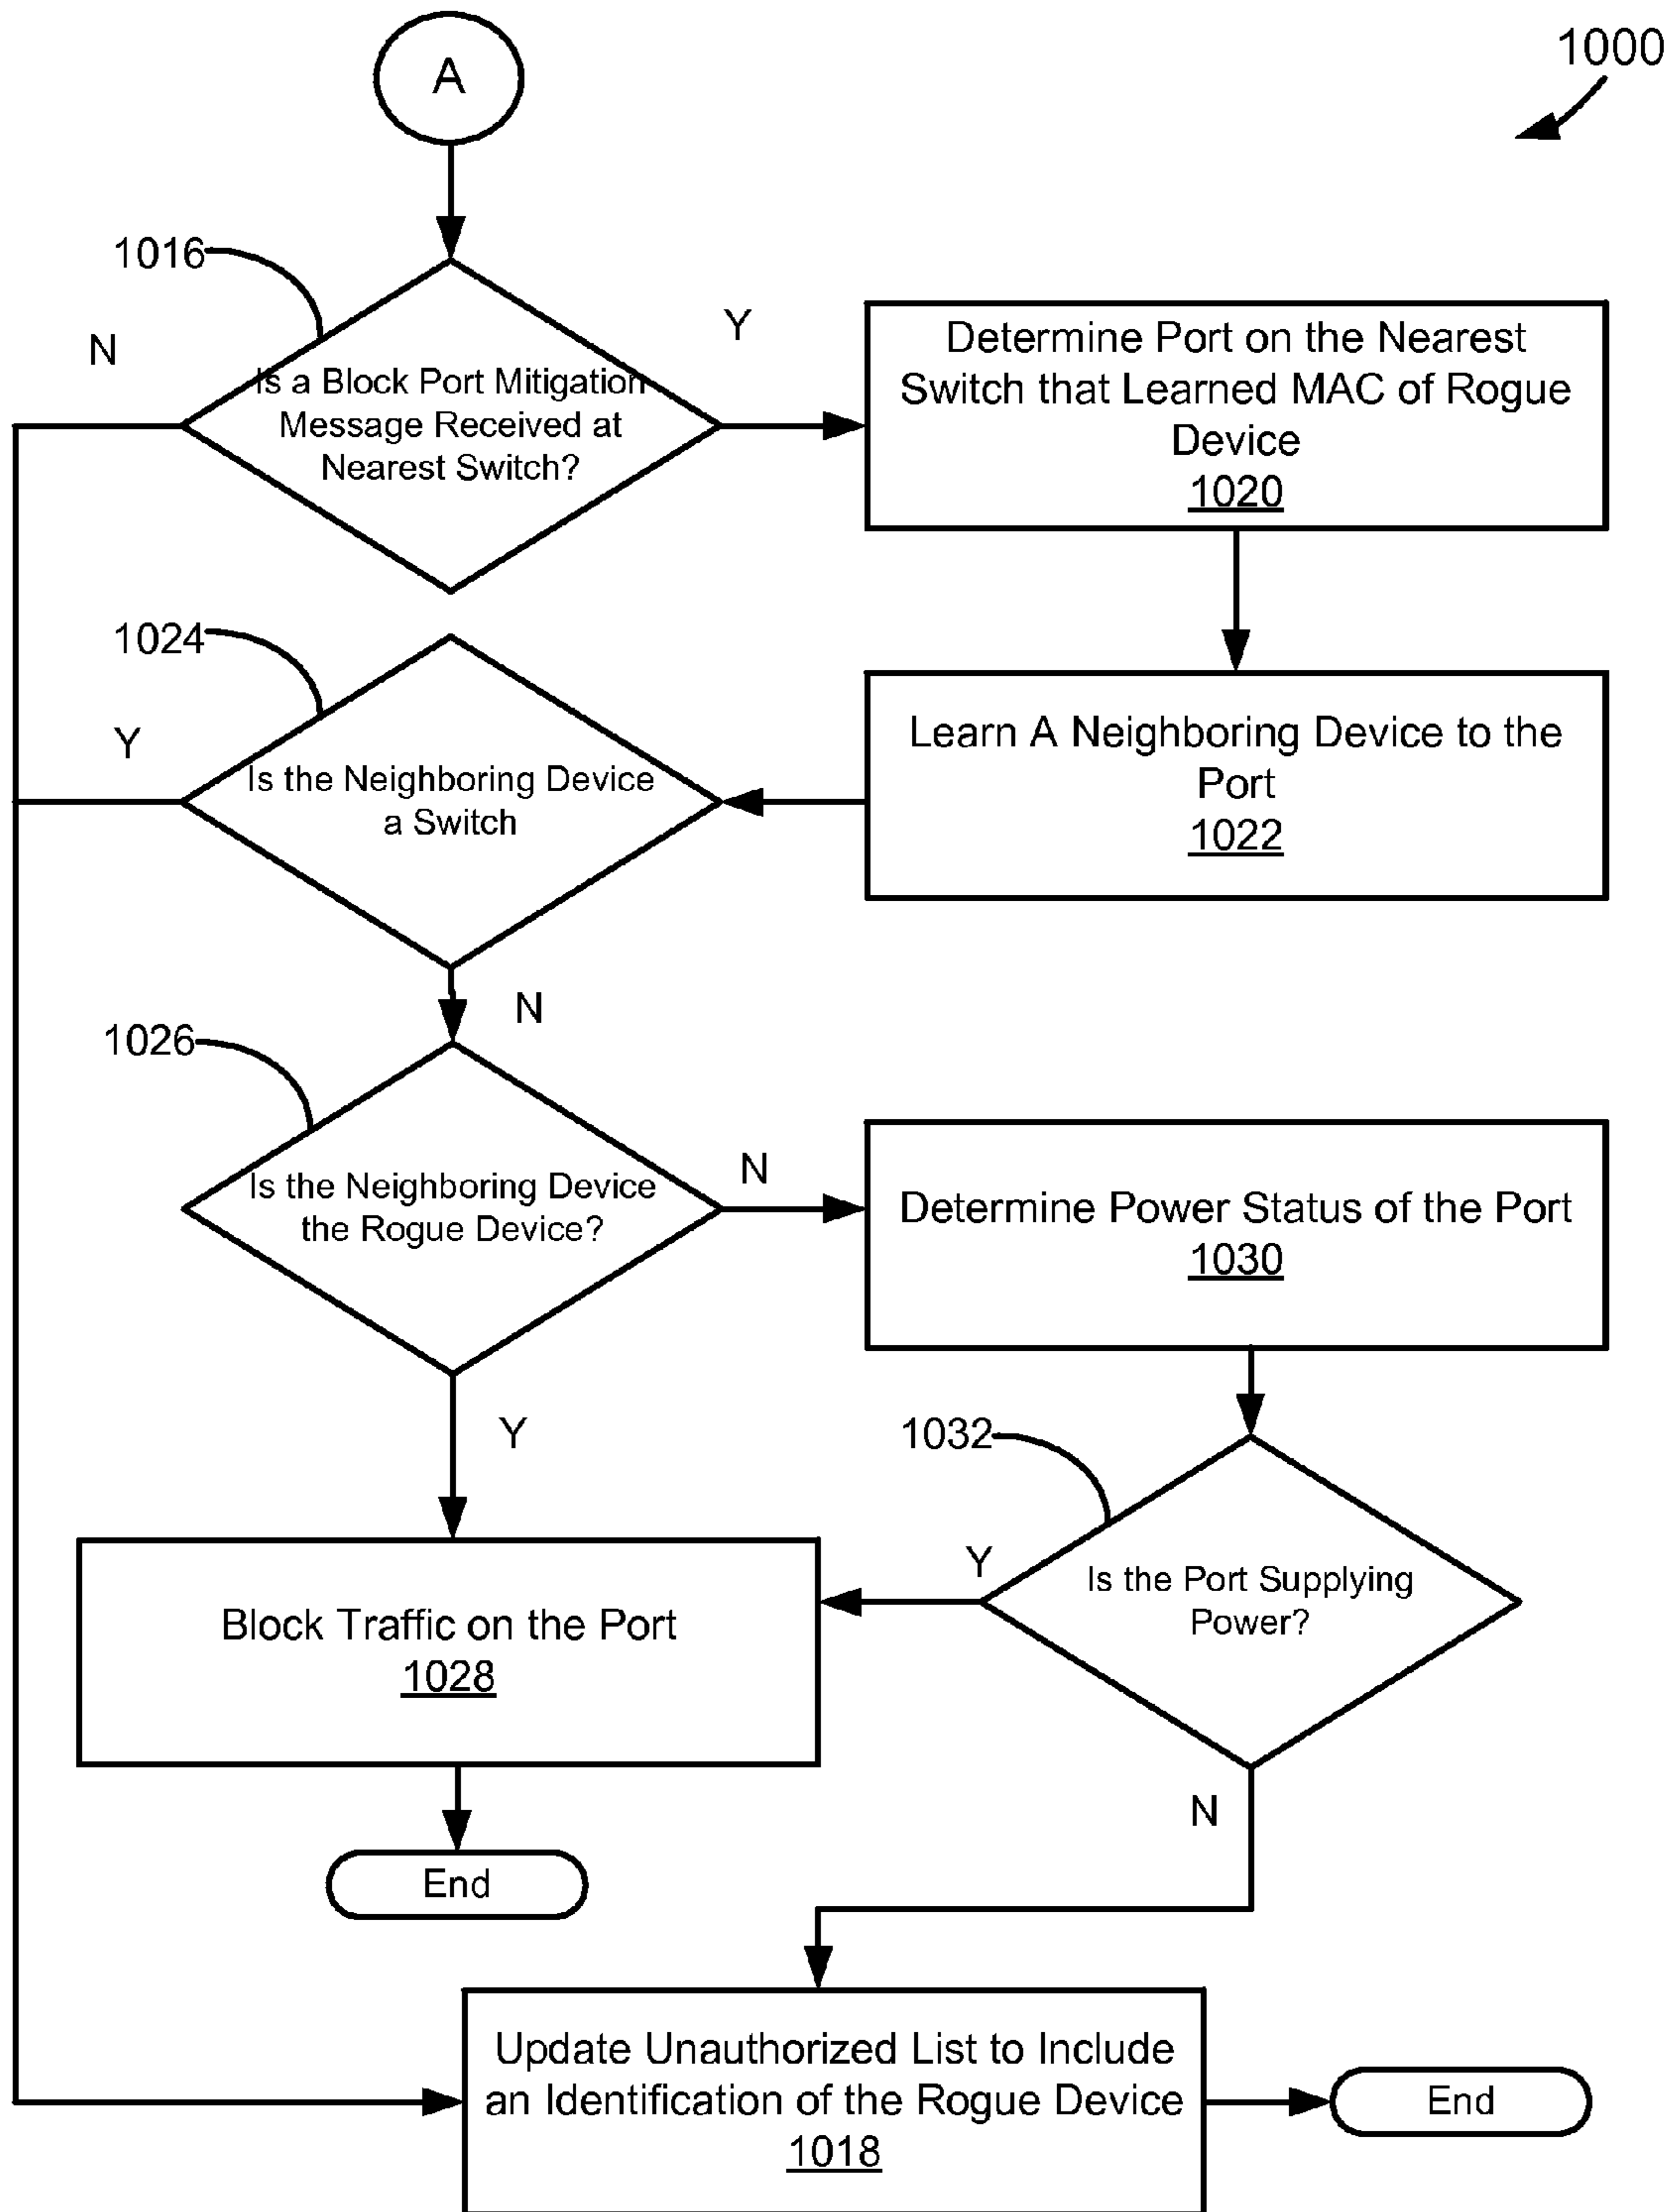 A
1000
1016
N
Y
Is a Block Port Mitigation
Message Received at
Nearest Switch?
Determine Port on the Nearest
Switch that Learned MAC of Rogue
Device
1020
1024
Y
Is the Neighboring Device
a Switch
Learn A Neighboring Device to the
Port
1022
N
1026
Is the Neighboring Device
the Rogue Device?
N
Determine Power Status of the Port
1030
Y
1032
Y
Is the Port Supplying
Power?
Block Traffic on the Port
1028
N
End
Update Unauthorized List to Include
an Identification of the Rogue Device
1018
End